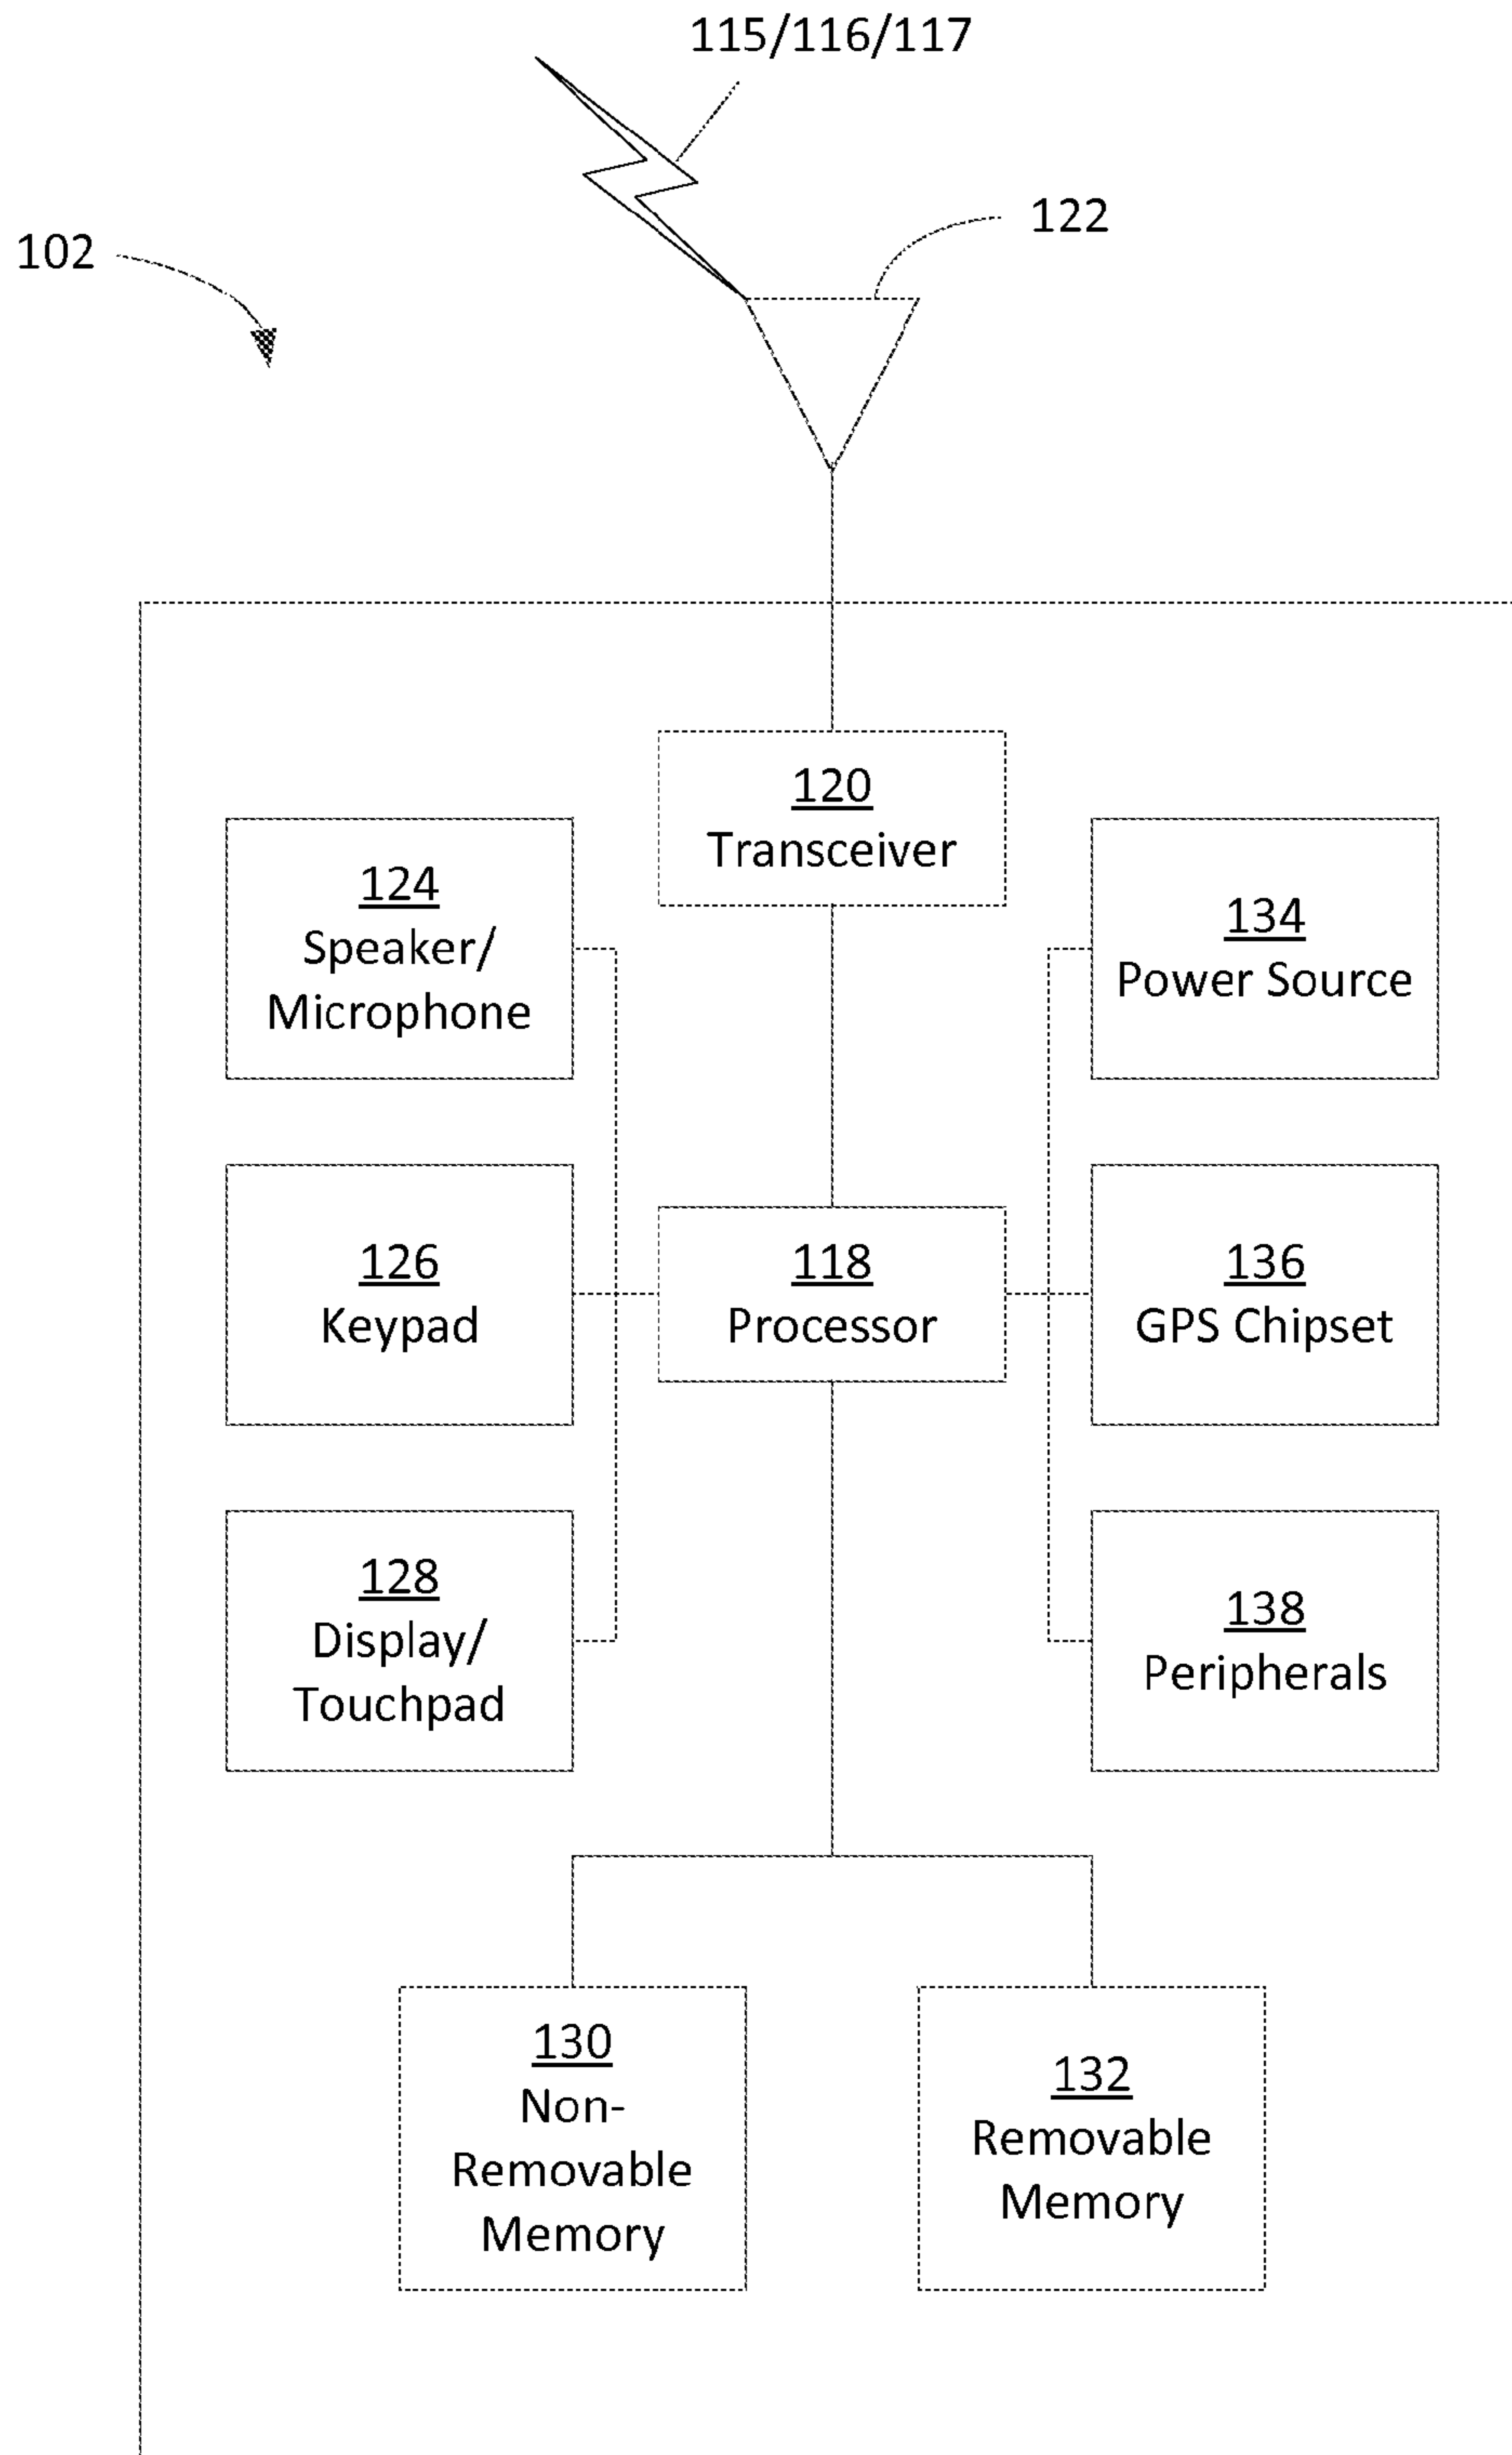 115/116/117
122
102
120
Transceiver
124
Speaker/
Microphone
134
Power Source
126
Keypad
118
Processor
136
GPS Chipset
128
Display/
Touchpad
138
Peripherals
130
Non-
Removable
Memory
132
Removable
Memory